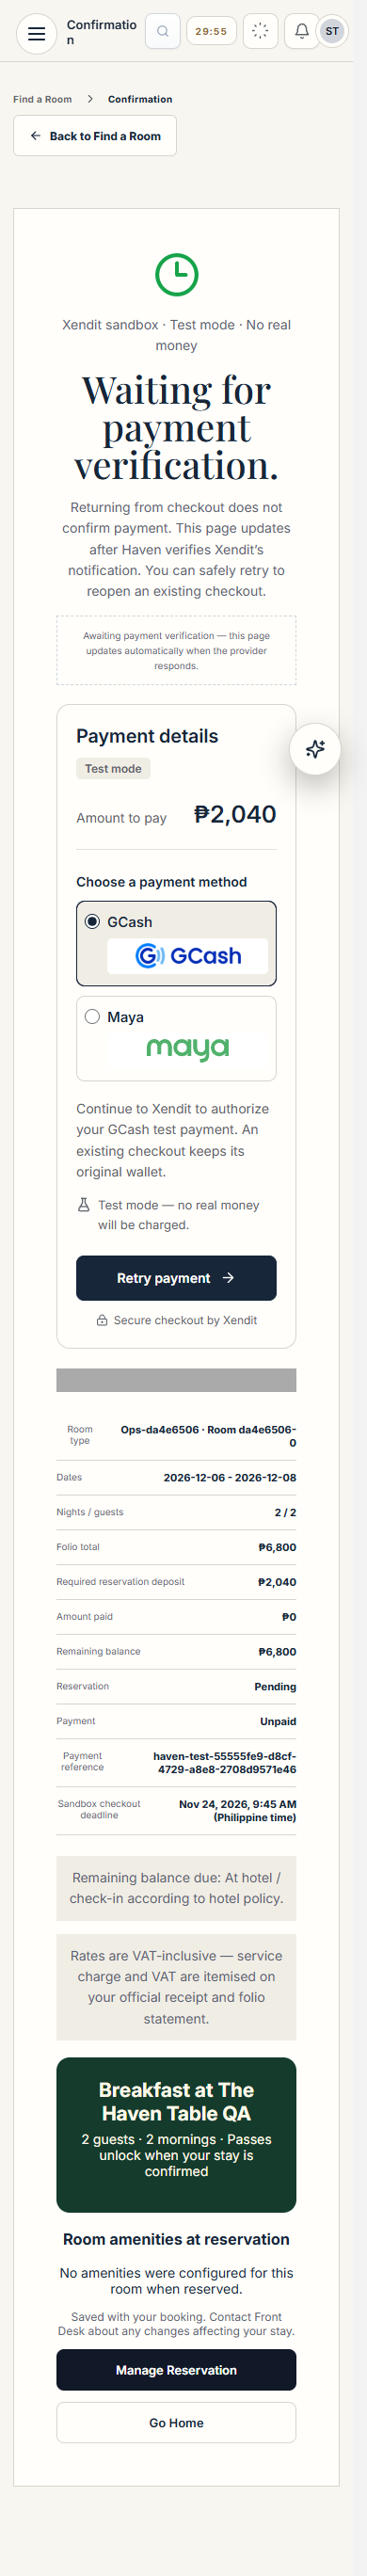 Confirmatio
n
29:55
ST
Find a Room > Confirmation
← Back to Find a Room
Xendit sandbox · Test mode · No real
money
Waiting for
payment
verification.
Returning from checkout does not
confirm payment. This page updates
after Haven verifies Xendit's
notification. You can safely retry to
reopen an existing checkout.
Awaiting payment verification — this page
updates automatically when the provider
responds.
Payment details
Test mode
Amount to pay ₱2,040
Choose a payment method
GCash
GCash
Maya
maya
Continue to Xendit to authorize
your GCash test payment. An
existing checkout keeps its
original wallet.
Test mode — no real money
will be charged.
Retry payment →
Secure checkout by Xendit
Room
type
Ops-da4e6506 · Room da4e6506-
0
Dates 2026-12-06 - 2026-12-08
Nights / guests 2 / 2
Folio total ₱6,800
Required reservation deposit ₱2,040
Amount paid ₱0
Remaining balance ₱6,800
Reservation Pending
Payment Unpaid
Payment
reference
haven-test-55555fe9-d8cf-
4729-a8e8-2708d9571e46
Sandbox checkout
deadline
Nov 24, 2026, 9:45 AM
(Philippine time)
Remaining balance due: At hotel /
check-in according to hotel policy.
Rates are VAT-inclusive — service
charge and VAT are itemised on
your official receipt and folio
statement.
Breakfast at The
Haven Table QA
2 guests · 2 mornings · Passes
unlock when your stay is
confirmed
Room amenities at reservation
No amenities were configured for this
room when reserved.
Saved with your booking. Contact Front
Desk about any changes affecting your stay.
Manage Reservation
Go Home